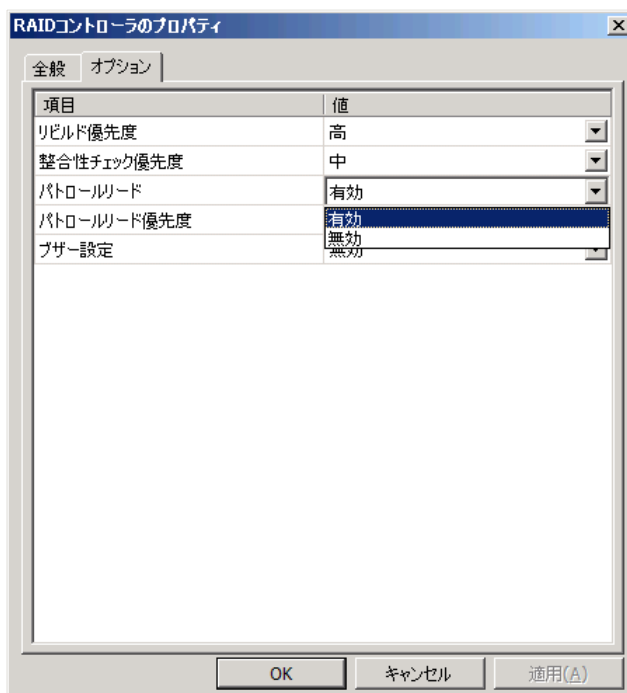 RAIDコントローラのプロパティ
全般 オプション
項目 値
リビルド優先度 高
整合性チェック優先度 中
パトロールリード 有効
パトロールリード優先度 有効
無効
ブザー設定 無効
OK キャンセル 適用(A)